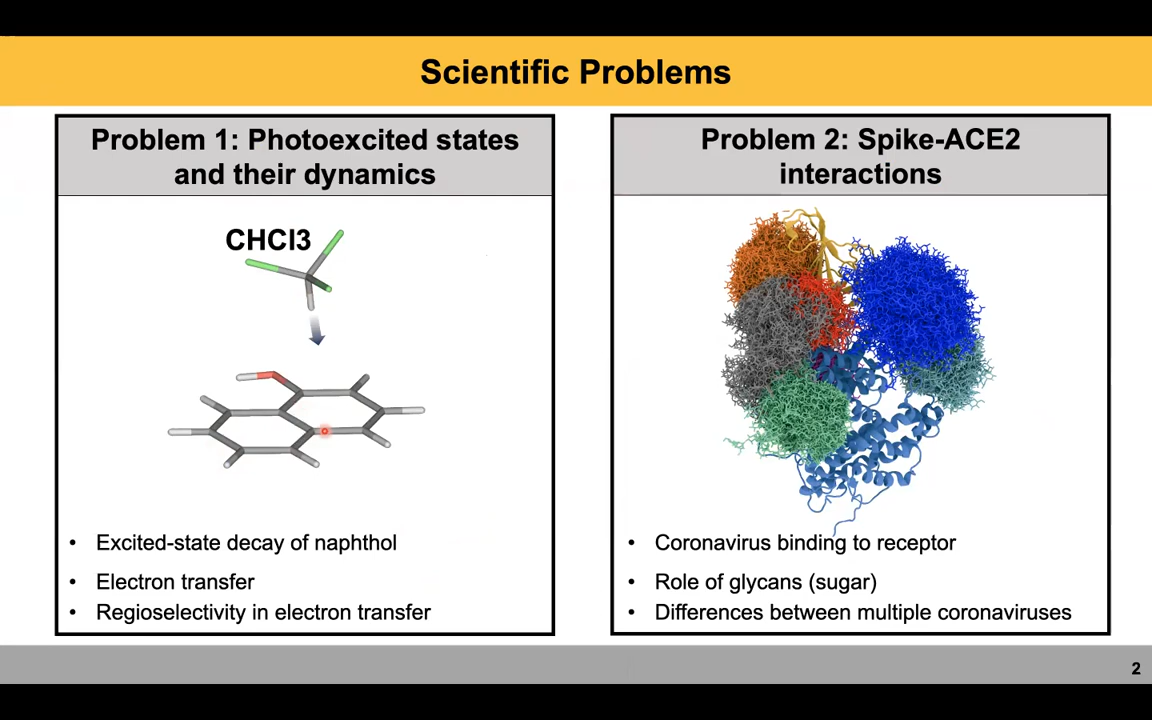 Scientific Problems
Problem 1: Photoexcited states
and their dynamics
CHCl3
• Excited-state decay of naphthol
• Electron transfer
• Regioselectivity in electron transfer
Problem 2: Spike-ACE2
interactions
• Coronavirus binding to receptor
• Role of glycans (sugar)
• Differences between multiple coronaviruses
2